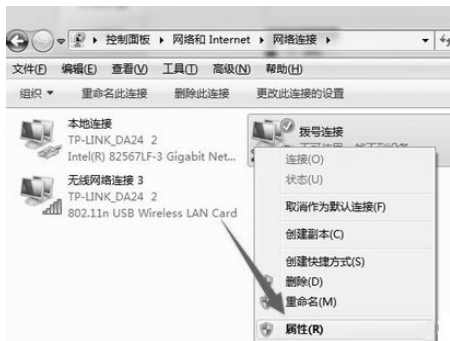 控制面板 ▸ 网络和 Internet ▸ 网络连接 ▸
文件(F) 编辑(E) 查看(V) 工具(T) 高级(N) 帮助(H)
组织 ▼ 重命名此连接 删除此连接 更改此连接的设置
本地连接
TP-LINK_DA24 2
Intel(R) 82567LF-3 Gigabit Net...
拨号连接
无线网络连接 3
TP-LINK_DA24 2
802.11n USB Wireless LAN Card
连接(O)
状态(U)
取消作为默认连接(F)
创建副本(C)
创建快捷方式(S)
删除(D)
重命名(M)
属性(R)